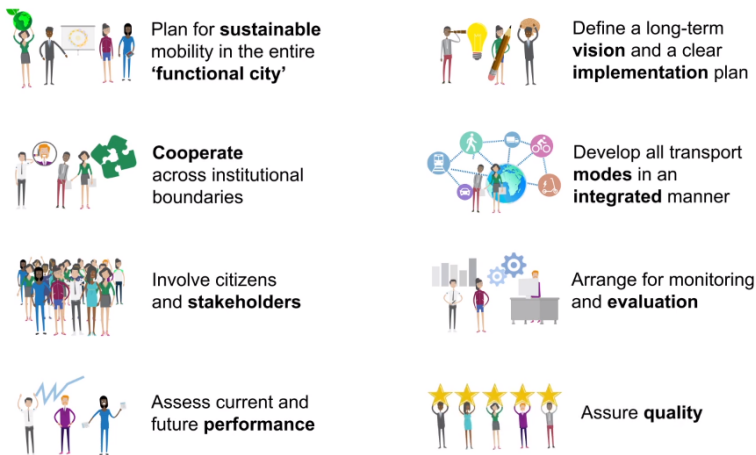 Plan for sustainable
mobility in the entire
‘functional city’
Cooperate
across institutional
boundaries
Involve citizens
and stakeholders
Assess current and
future performance
Define a long-term
vision and a clear
implementation plan
Develop all transport
modes in an
integrated manner
Arrange for monitoring
and evaluation
Assure quality